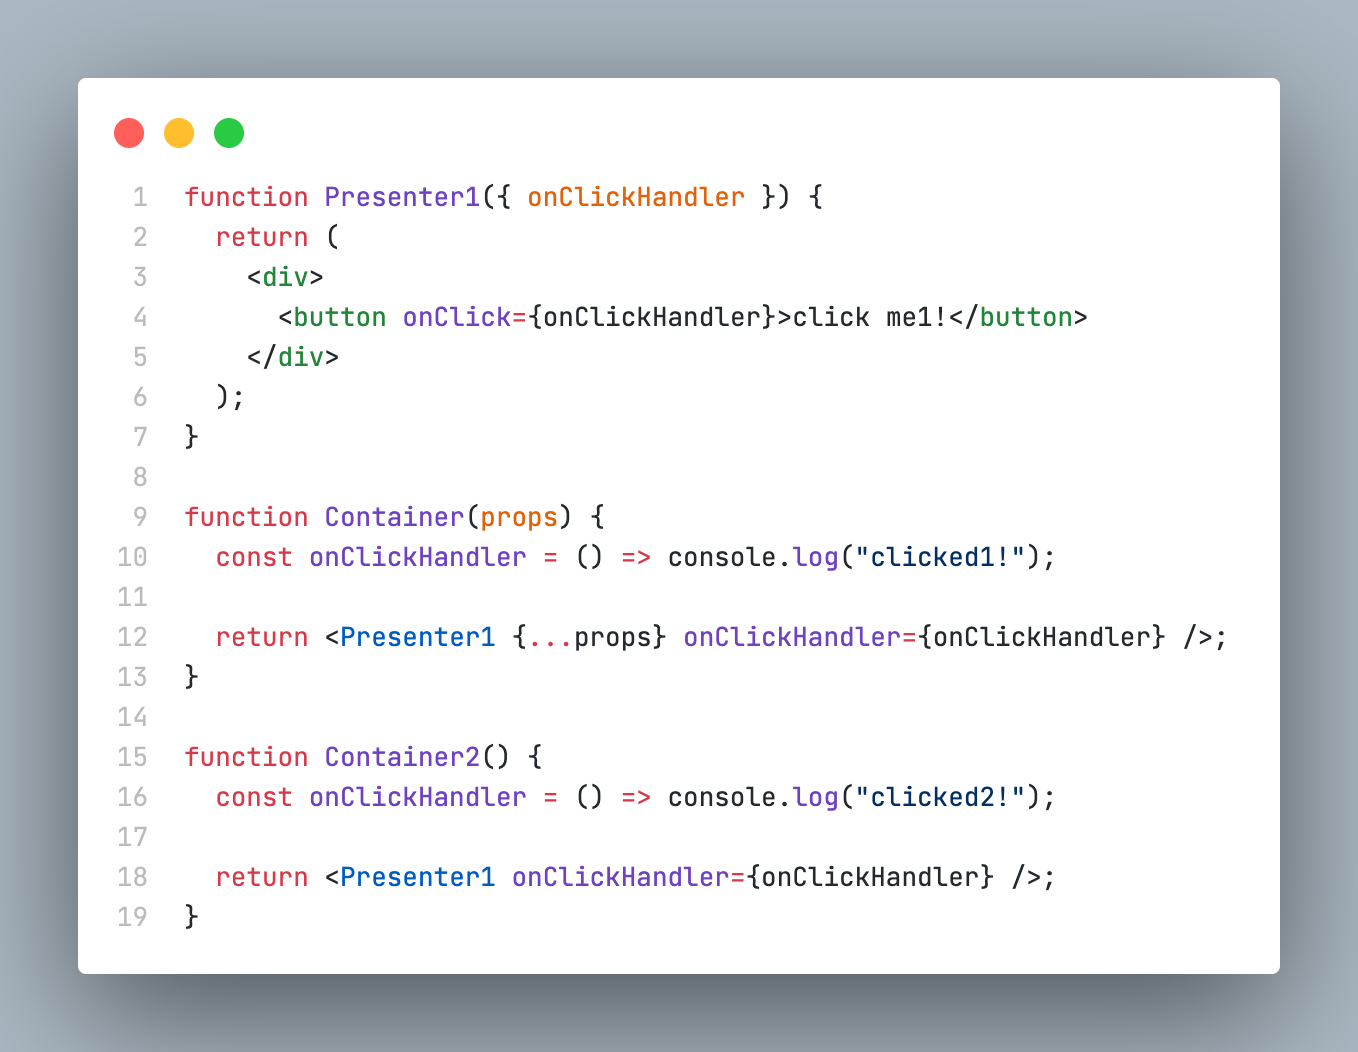 1 function Presenter1({ onClickHandler }) {
2   return (
3     <div>
4       <button onClick={onClickHandler}>click me1!</button>
5     </div>
6   );
7 }
8
9 function Container(props) {
10   const onClickHandler = () => console.log("clicked1!");
11
12   return <Presenter1 {...props} onClickHandler={onClickHandler} />;
13 }
14
15 function Container2() {
16   const onClickHandler = () => console.log("clicked2!");
17
18   return <Presenter1 onClickHandler={onClickHandler} />;
19 }